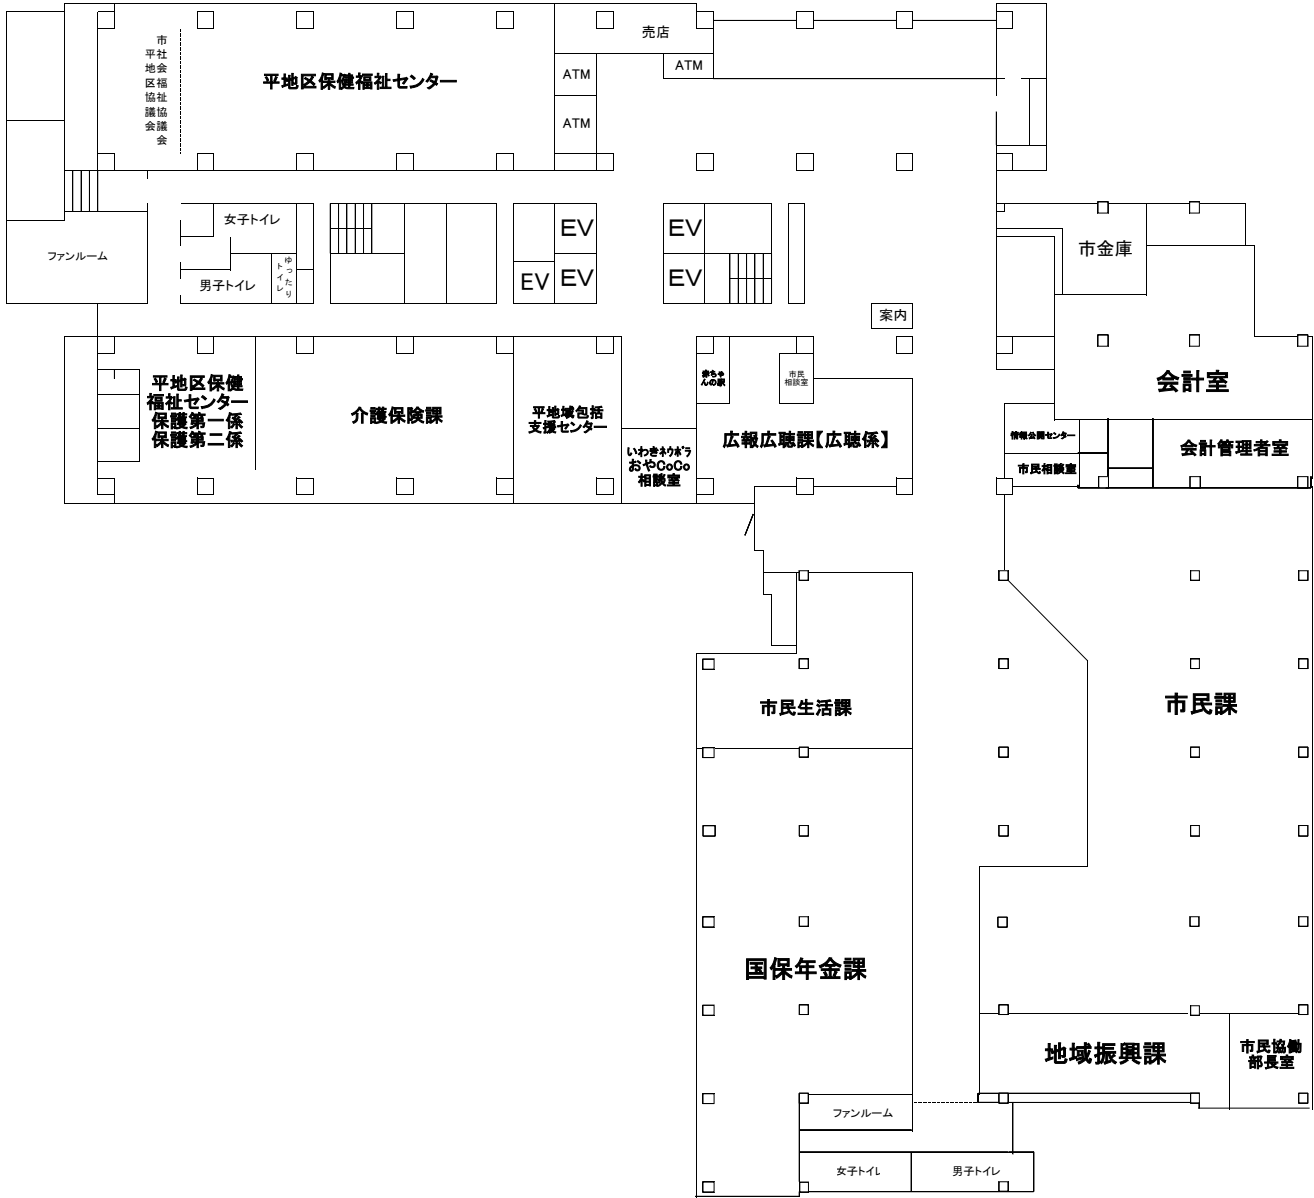 売店
ATM
ATM
ATM
市社会福祉協議会
平地区協議会
平地区保健福祉センター
女子トイレ
男子トイレ
ゆったり
トイレ
ファンルーム
EV
EV
EV
EV
EV
案内
市金庫
会計室
会計管理者室
情報公開センター
市民相談室
平地区保健
福祉センター
保護第一係
保護第二係
介護保険課
平地域包括
支援センター
いわきネウボラ
おやCoCo
相談室
赤ちゃ
んの駅
市民
相談室
広報広聴課【広聴係】
市民生活課
市民課
国保年金課
地域振興課
市民協働
部長室
ファンルーム
女子トイレ
男子トイレ